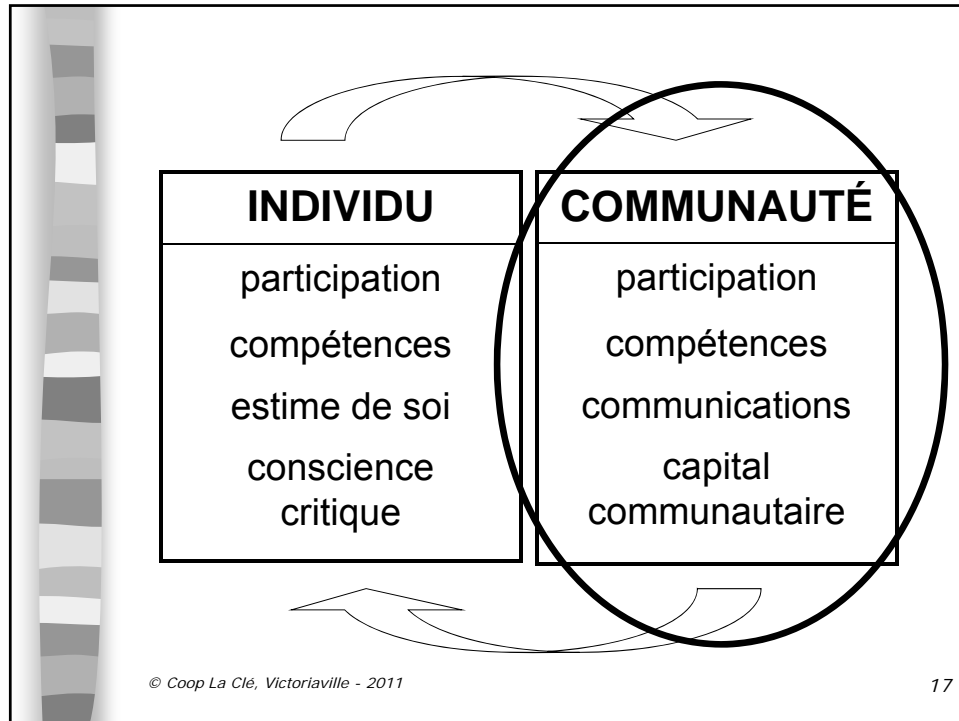 INDIVIDU
participation
compétences
estime de soi
conscience
critique
COMMUNAUTÉ
participation
compétences
communications
capital
communautaire
© Coop La Clé, Victoriaville - 2011
17